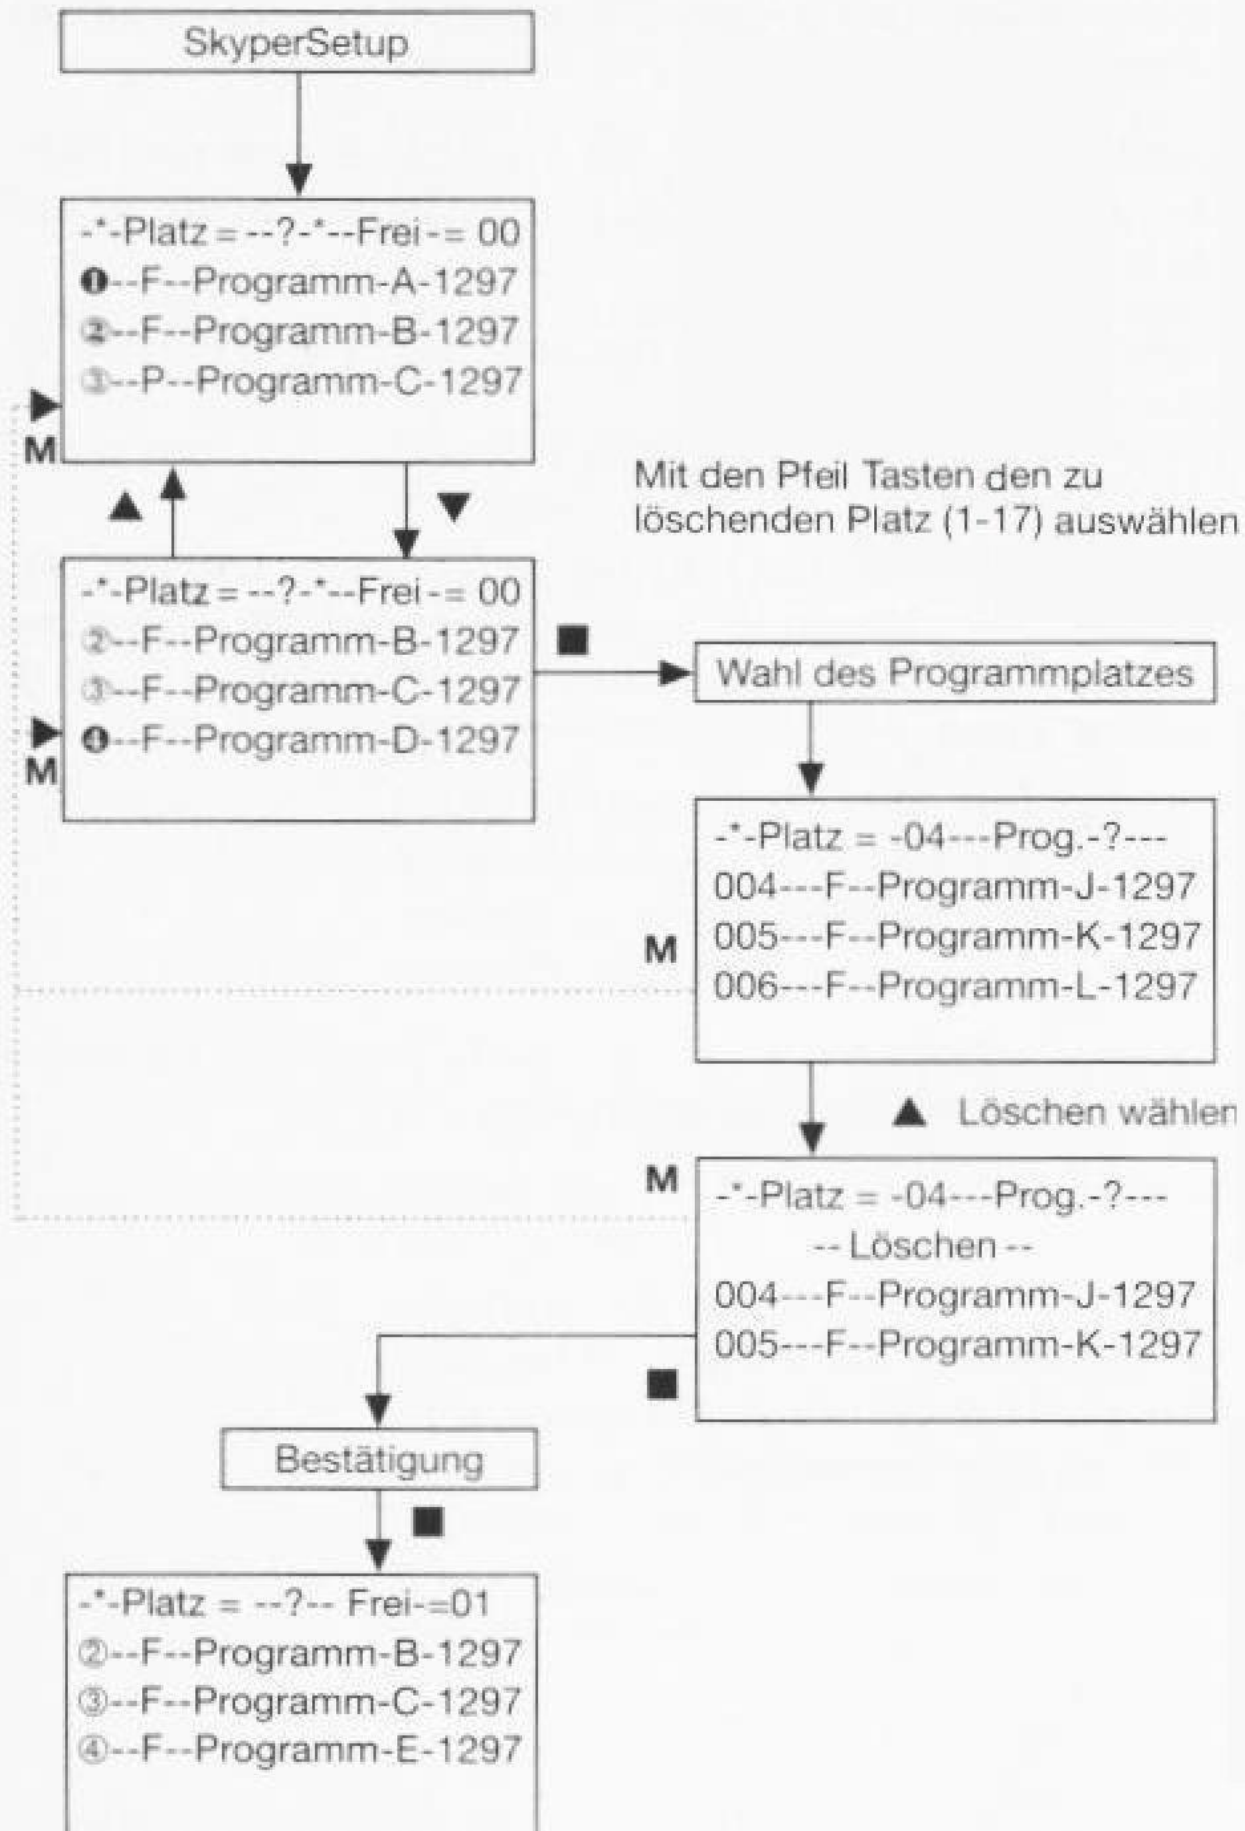 SkyperSetup
-*-Platz = --?-*--Frei-= 00
❶--F--Programm-A-1297
②--F--Programm-B-1297
③--P--Programm-C-1297
▶
M
▲
▼
Mit den Pfeil Tasten den zu
löschenden Platz (1-17) auswählen
-*-Platz = --?-*--Frei-= 00
②--F--Programm-B-1297
③--F--Programm-C-1297
❹--F--Programm-D-1297
▶
M
■
Wahl des Programmplatzes
-*-Platz = -04---Prog.-?---
004---F--Programm-J-1297
005---F--Programm-K-1297
006---F--Programm-L-1297
M
▲ Löschen wählen
M
-*-Platz = -04---Prog.-?---
-- Löschen --
004---F--Programm-J-1297
005---F--Programm-K-1297
■
Bestätigung
■
-*-Platz = --?-- Frei-=01
②--F--Programm-B-1297
③--F--Programm-C-1297
④--F--Programm-E-1297